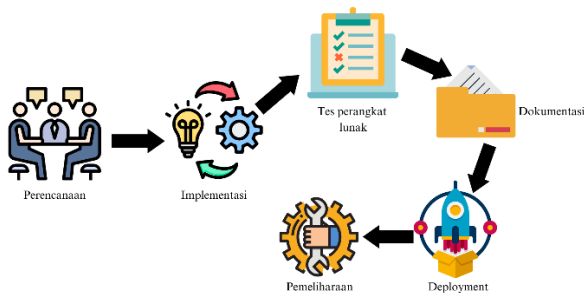 Perencanaan
Implementasi
Tes perangkat
lunak
Dokumentasi
Deployment
Pemeliharaan